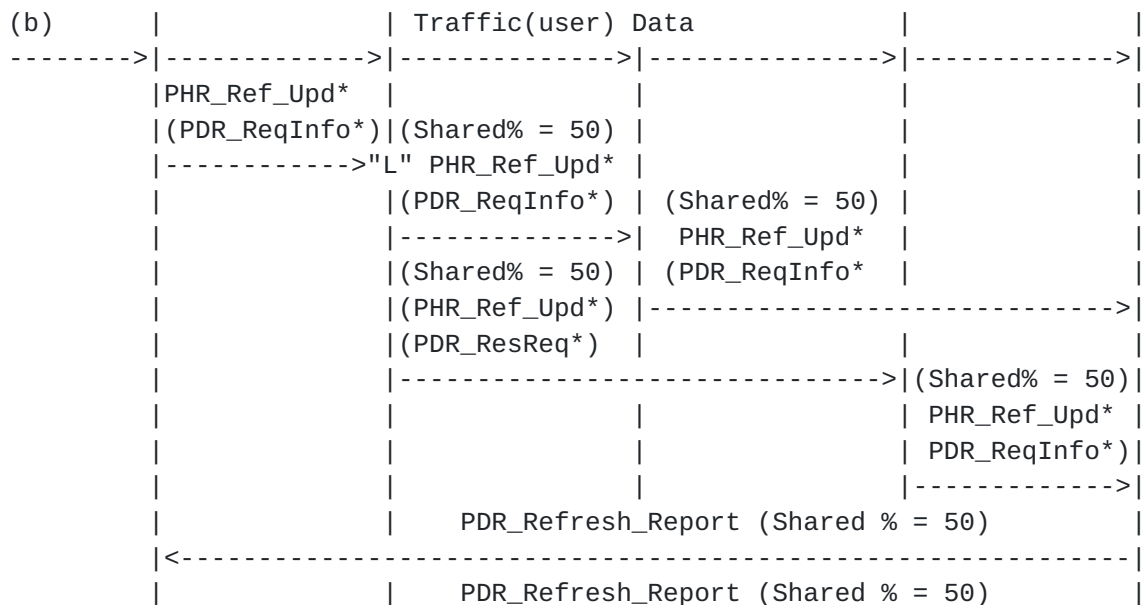 (b)      |             | Traffic(user) Data           |             |
-------->|------------->|-------------->|--------------->|------------->|
         |PHR_Ref_Upd*  |              |               |             |
         |(PDR_ReqInfo*)|(Shared% = 50) |               |             |
         |------------>"L" PHR_Ref_Upd*  |               |             |
         |             |(PDR_ReqInfo*) | (Shared% = 50) |             |
         |             |-------------->|  PHR_Ref_Upd*  |             |
         |             |(Shared% = 50) | (PDR_ReqInfo*  |             |
         |             |(PHR_Ref_Upd*) |------------------------------>|
         |             |(PDR_ResReq*)  |               |             |
         |             |------------------------------>|(Shared% = 50)|
         |             |              |               | PHR_Ref_Upd* |
         |             |              |               | PDR_ReqInfo*)|
         |             |              |               |------------->|
         |             |    PDR_Refresh_Report (Shared % = 50)        |
         |<-----------------------------------------------------------|
         |             |    PDR_Refresh_Report (Shared % = 50)        |